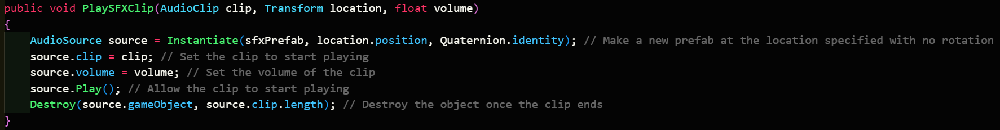 public void PlaySFXClip(AudioClip clip, Transform location, float volume)
{
    AudioSource source = Instantiate(sfxPrefab, location.position, Quaternion.identity); // Make a new prefab at the location specified with no rotation
    source.clip = clip; // Set the clip to start playing
    source.volume = volume; // Set the volume of the clip
    source.Play(); // Allow the clip to start playing
    Destroy(source.gameObject, source.clip.length); // Destroy the object once the clip ends
}